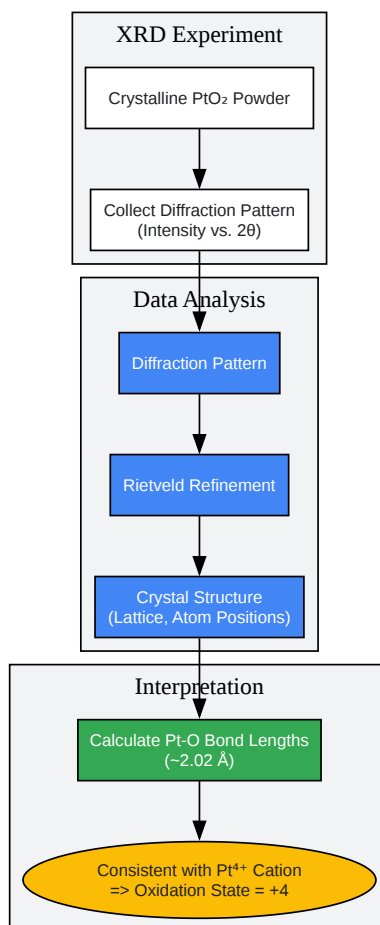 XRD Experiment
Crystalline PtO₂ Powder
Collect Diffraction Pattern
(Intensity vs. 2θ)
Data Analysis
Diffraction Pattern
Rietveld Refinement
Crystal Structure
(Lattice, Atom Positions)
Interpretation
Calculate Pt-O Bond Lengths
(~2.02 Å)
Consistent with Pt⁴⁺ Cation
=> Oxidation State = +4